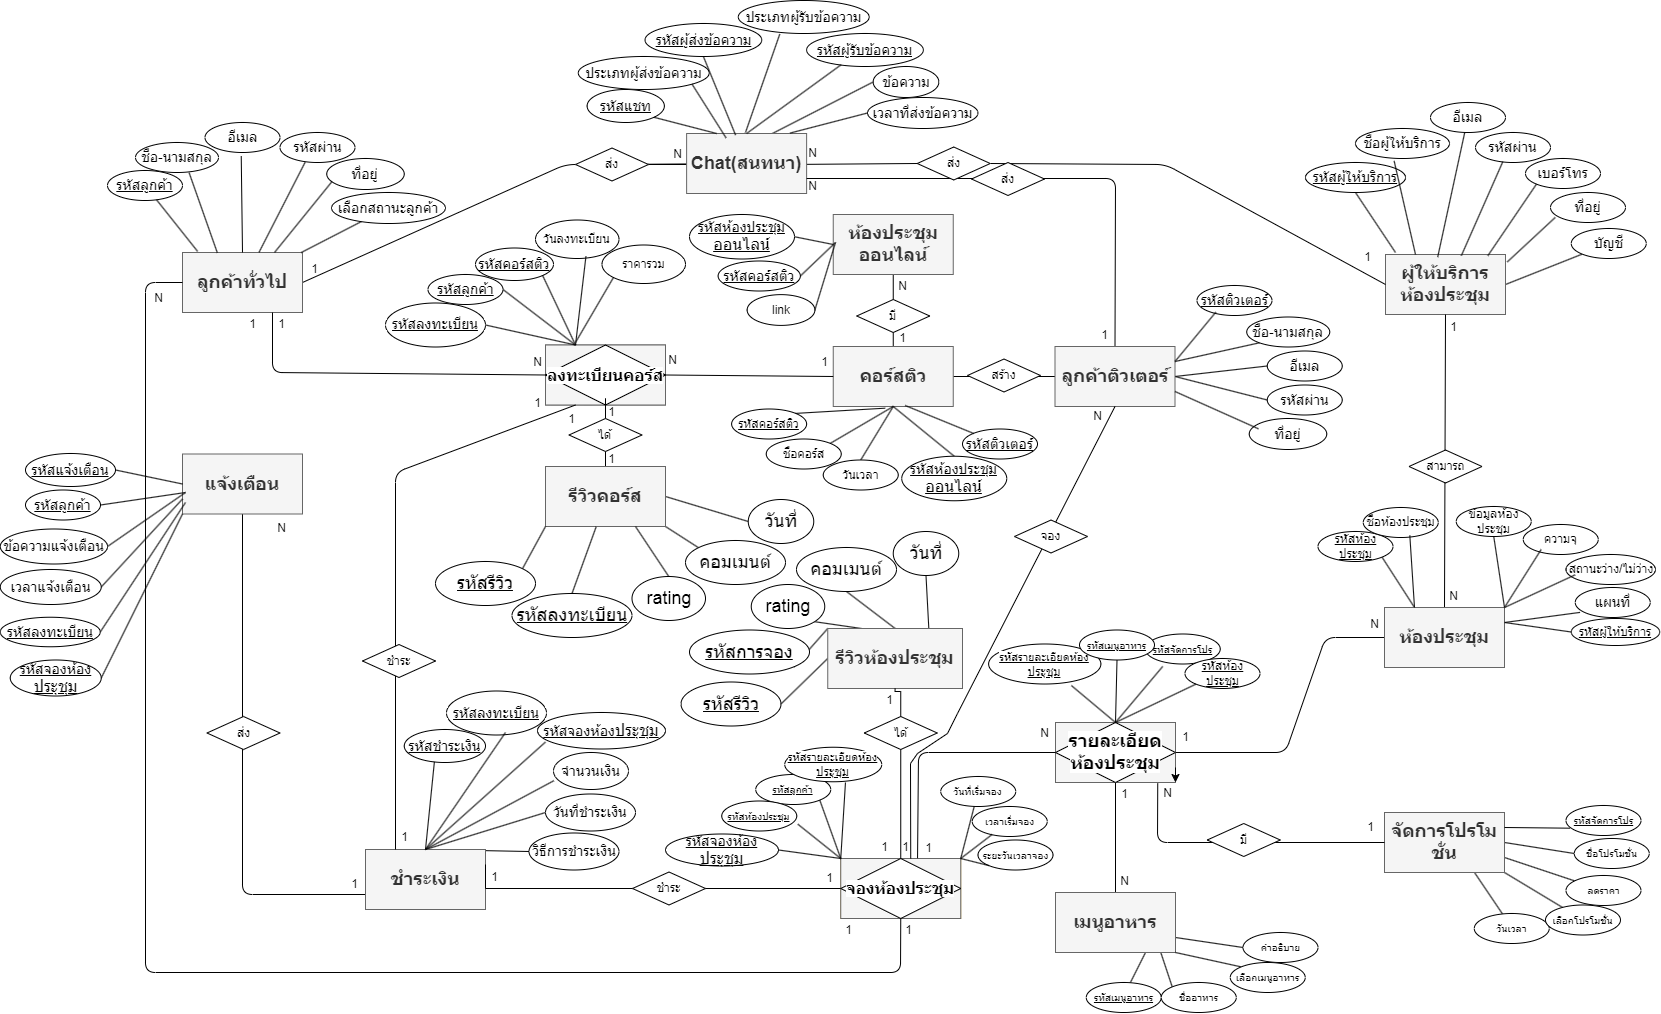 ประเภทผู้รับข้อความ
รหัสผู้ส่งข้อความ
รหัสผู้รับข้อความ
ประเภทผู้ส่งข้อความ
ข้อความ
รหัสแชท
เวลาที่ส่งข้อความ
Chat(สนทนา)
N
N
N
ส่ง
ส่ง
ส่ง
อีเมล
ชื่อ-นามสกุล
รหัสผ่าน
รหัสลูกค้า
ที่อยู่
เลือกสถานะลูกค้า
ลูกค้าทั่วไป
1
N
1
1
อีเมล
ชื่อผู้ให้บริการ
รหัสผ่าน
รหัสผู้ให้บริการ
เบอร์โทร
ที่อยู่
บัญชี
ผู้ให้บริการ
ห้องประชุม
1
1
รหัสห้องประชุม
ออนไลน์
รหัสคอร์สติว
link
ห้องประชุม
ออนไลน์
N
มี
1
วันลงทะเบียน
รหัสคอร์สติว
ราคารวม
รหัสลูกค้า
รหัสลงทะเบียน
ลงทะเบียนคอร์ส
N
N
1
1
1
ได้
1
คอร์สติว
1
สร้าง
รหัสคอร์สติว
ชื่อคอร์ส
วันเวลา
รหัสห้องประชุม
ออนไลน์
รหัสติวเตอร์
ลูกค้าติวเตอร์
1
N
รหัสติวเตอร์
ชื่อ-นามสกุล
อีเมล
รหัสผ่าน
ที่อยู่
จอง
สามารถ
N
รหัสแจ้งเตือน
รหัสลูกค้า
ข้อความแจ้งเตือน
เวลาแจ้งเตือน
รหัสลงทะเบียน
รหัสจองห้อง
ประชุม
แจ้งเตือน
N
ส่ง
1
รีวิวคอร์ส
วันที่
คอมเมนต์
rating
รหัสรีวิว
รหัสลงทะเบียน
วันที่
คอมเมนต์
rating
รหัสการจอง
รหัสรีวิว
รีวิวห้องประชุม
1
ได้
ชื่อห้องประชุม
ข้อมูลห้อง
ประชุม
รหัสห้อง
ประชุม
ความจุ
สถานะว่าง/ไม่ว่าง
แผนที่
รหัสผู้ให้บริการ
ห้องประชุม
N
ชำระ
รหัสลงทะเบียน
รหัสชำระเงิน
รหัสจองห้องประชุม
จำนวนเงิน
วันที่ชำระเงิน
วิธีการชำระเงิน
ชำระเงิน
1
1
ชำระ
1
รหัสรายละเอียดห้อง
ประชุม
รหัสลูกค้า
รหัสห้องประชุม
รหัสจองห้อง
ประชุม
วันที่เริ่มจอง
เวลาเริ่มจอง
ระยะวันเวลาจอง
จองห้องประชุม
1
1
1
1
1
รหัสรายละเอียดห้อง
ประชุม
รหัสเมนูอาหาร
รหัสจัดการโปร
รหัสห้อง
ประชุม
รายละเอียด
ห้องประชุม
N
1
1
N
มี
1
จัดการโปรโม
ชั่น
รหัสจัดการโปร
ชื่อโปรโมชั่น
ลดราคา
เลือกโปรโมชั่น
วันเวลา
N
เมนูอาหาร
คำอธิบาย
เลือกเมนูอาหาร
รหัสเมนูอาหาร
ชื่ออาหาร